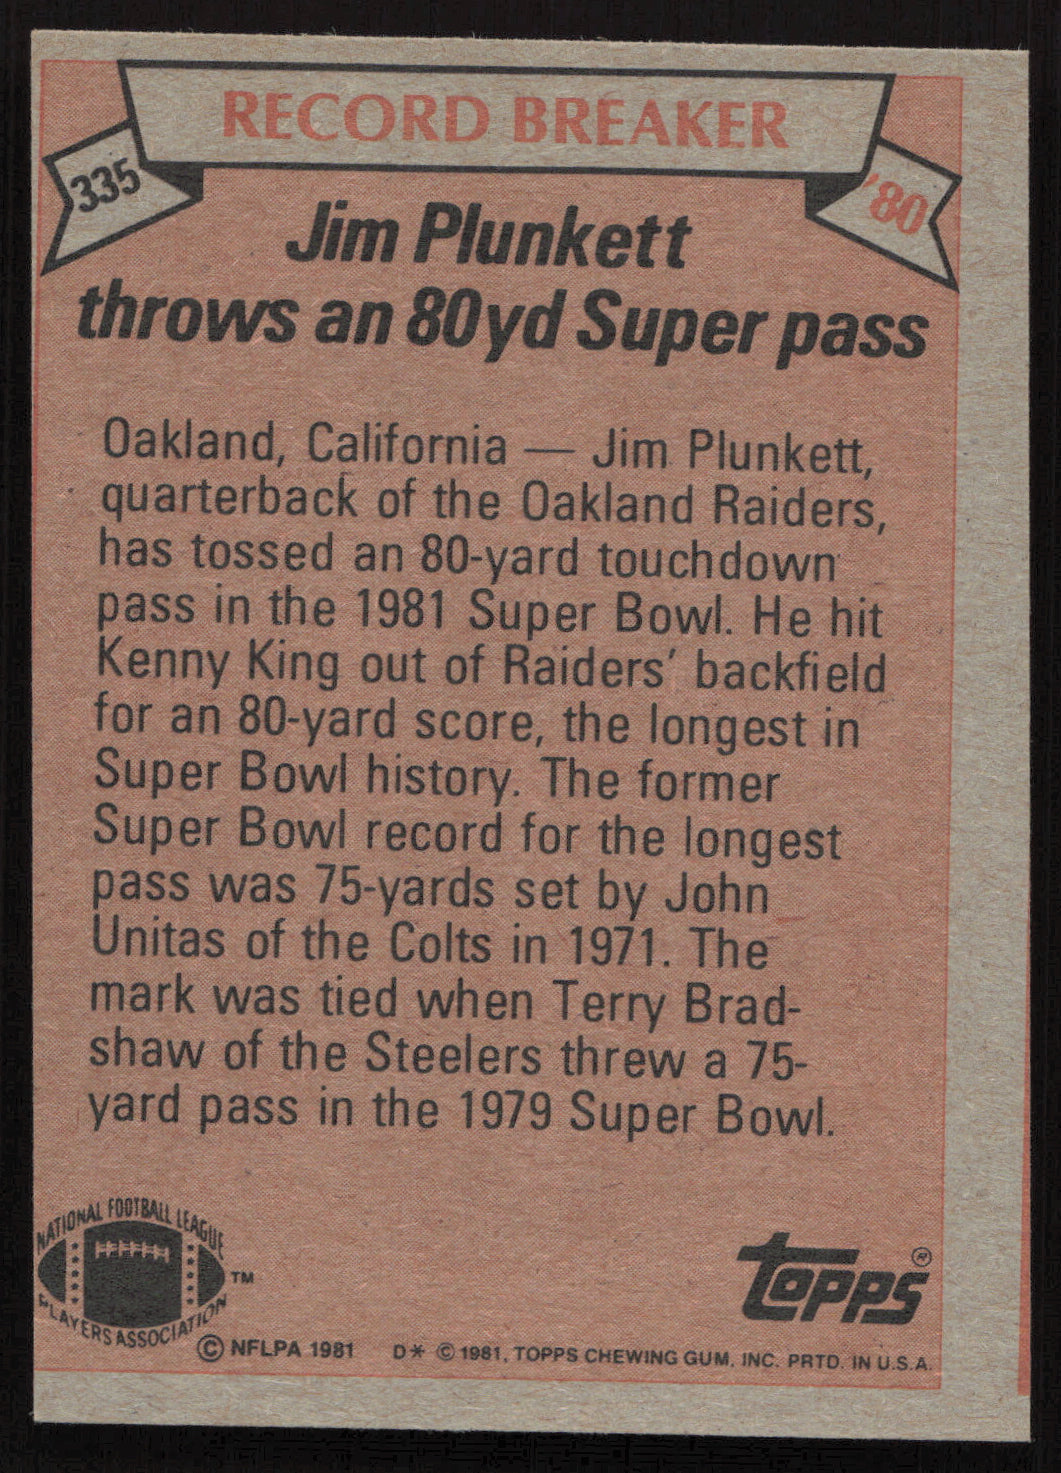 RECORD BREAKER
335
'80
Jim Plunkett
throws an 80yd Super pass
Oakland, California — Jim Plunkett,
quarterback of the Oakland Raiders,
has tossed an 80-yard touchdown
pass in the 1981 Super Bowl. He hit
Kenny King out of Raiders' backfield
for an 80-yard score, the longest in
Super Bowl history. The former
Super Bowl record for the longest
pass was 75-yards set by John
Unitas of the Colts in 1971. The
mark was tied when Terry Brad-
shaw of the Steelers threw a 75-
yard pass in the 1979 Super Bowl.
NATIONAL FOOTBALL LEAGUE
PLAYERS ASSOCIATION
TM
topps®
© NFLPA 1981 D* © 1981, TOPPS CHEWING GUM, INC. PRTD. IN U.S.A.